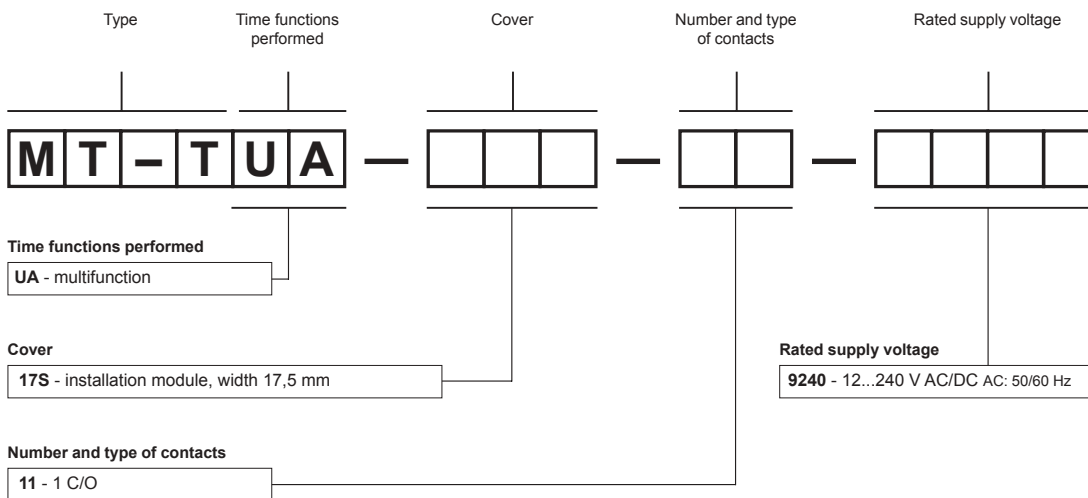 Type
Time functions
performed
Cover
Number and type
of contacts
Rated supply voltage
MT–TUA — —  —
Time functions performed
UA - multifunction
Cover
17S - installation module, width 17,5 mm
Rated supply voltage
9240 - 12...240 V AC/DC AC: 50/60 Hz
Number and type of contacts
11 - 1 C/O